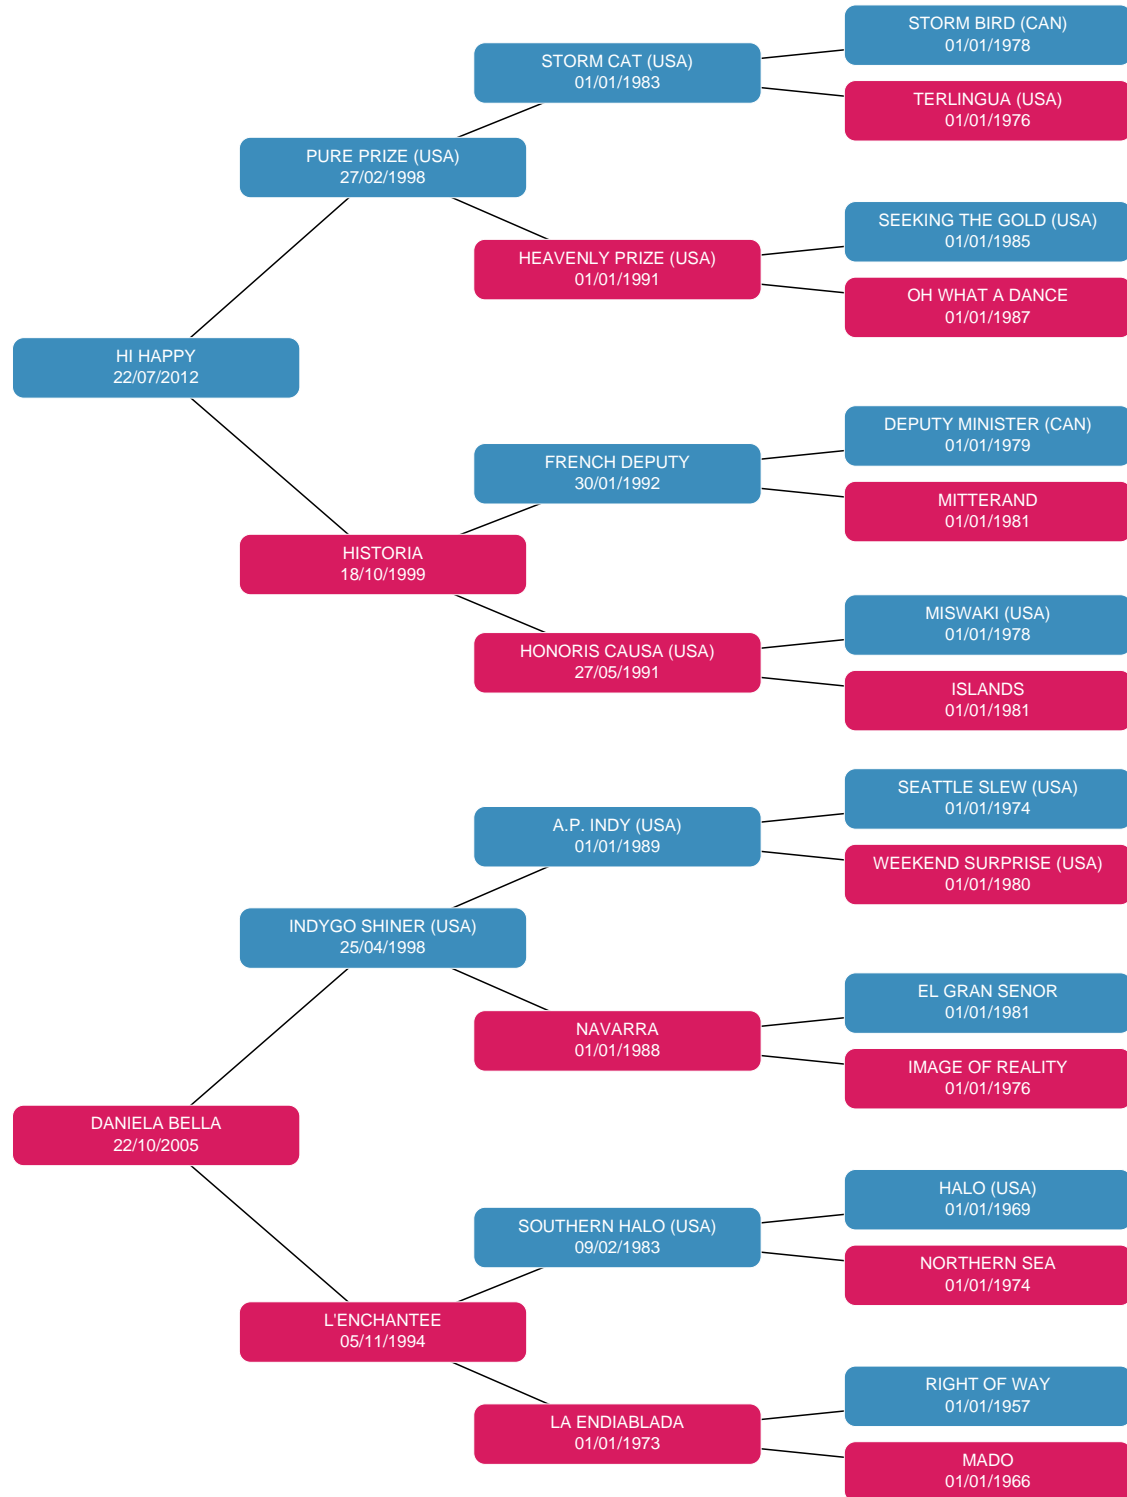 STORM BIRD (CAN)
01/01/1978
STORM CAT (USA)
01/01/1983
TERLINGUA (USA)
01/01/1976
PURE PRIZE (USA)
27/02/1998
SEEKING THE GOLD (USA)
01/01/1985
HEAVENLY PRIZE (USA)
01/01/1991
OH WHAT A DANCE
01/01/1987
HI HAPPY
22/07/2012
DEPUTY MINISTER (CAN)
01/01/1979
FRENCH DEPUTY
30/01/1992
MITTERAND
01/01/1981
HISTORIA
18/10/1999
MISWAKI (USA)
01/01/1978
HONORIS CAUSA (USA)
27/05/1991
ISLANDS
01/01/1981
SEATTLE SLEW (USA)
01/01/1974
A.P. INDY (USA)
01/01/1989
WEEKEND SURPRISE (USA)
01/01/1980
INDYGO SHINER (USA)
25/04/1998
EL GRAN SENOR
01/01/1981
NAVARRA
01/01/1988
IMAGE OF REALITY
01/01/1976
DANIELA BELLA
22/10/2005
HALO (USA)
01/01/1969
SOUTHERN HALO (USA)
09/02/1983
NORTHERN SEA
01/01/1974
L'ENCHANTEE
05/11/1994
RIGHT OF WAY
01/01/1957
LA ENDIABLADA
01/01/1973
MADO
01/01/1966